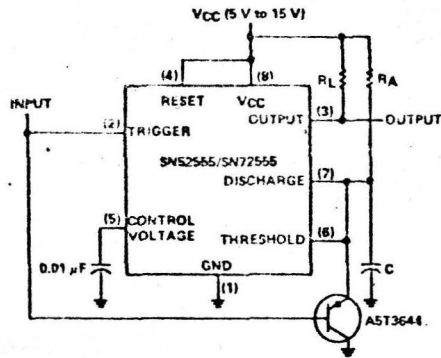 VCC (5 V to 15 V)
(4)
(8)
RL
RA
RESET
VCC
INPUT
(2)
TRIGGER
OUTPUT
(3)
OUTPUT
SN52555/SN72555
DISCHARGE
(7)
(5)
CONTROL
VOLTAGE
THRESHOLD
(6)
0.01 µF
GND
(1)
C
A5T3644